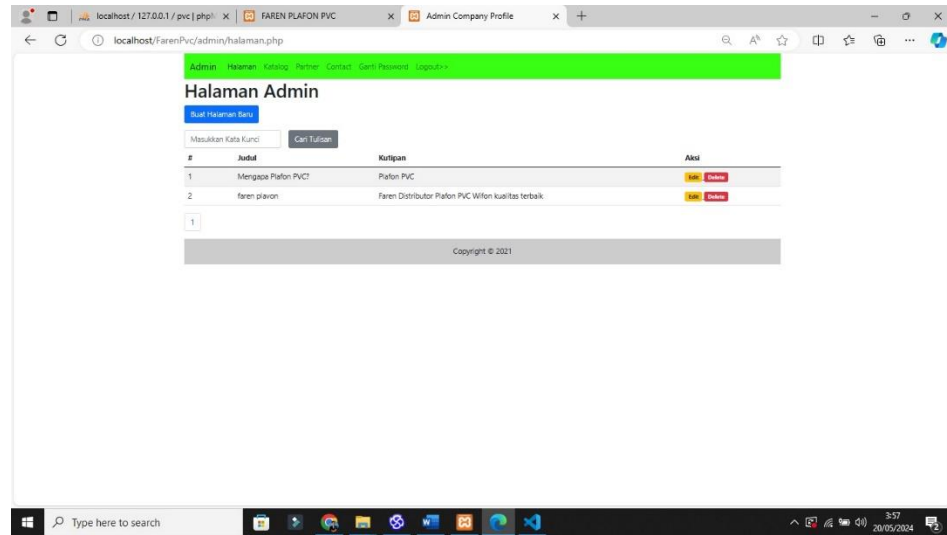 localhost / 127.0.0.1 / pvc | php
FAREN PLAFON PVC
Admin Company Profile
localhost/FarenPvc/admin/halaman.php
Admin Halaman Katalog Partner Contact Ganti Password Logout>>
Halaman Admin
Buat Halaman Baru
Masukkan Kata Kunci Cari Tulisan
# Judul Kutipan Aksi
1 Mengapa Plafon PVC? Plafon PVC Edit Delete
2 faren plavon Faren Distributor Plafon PVC Wifon kualitas terbaik Edit Delete
1
Copyright © 2021
Type here to search
3:57
20/05/2024
2